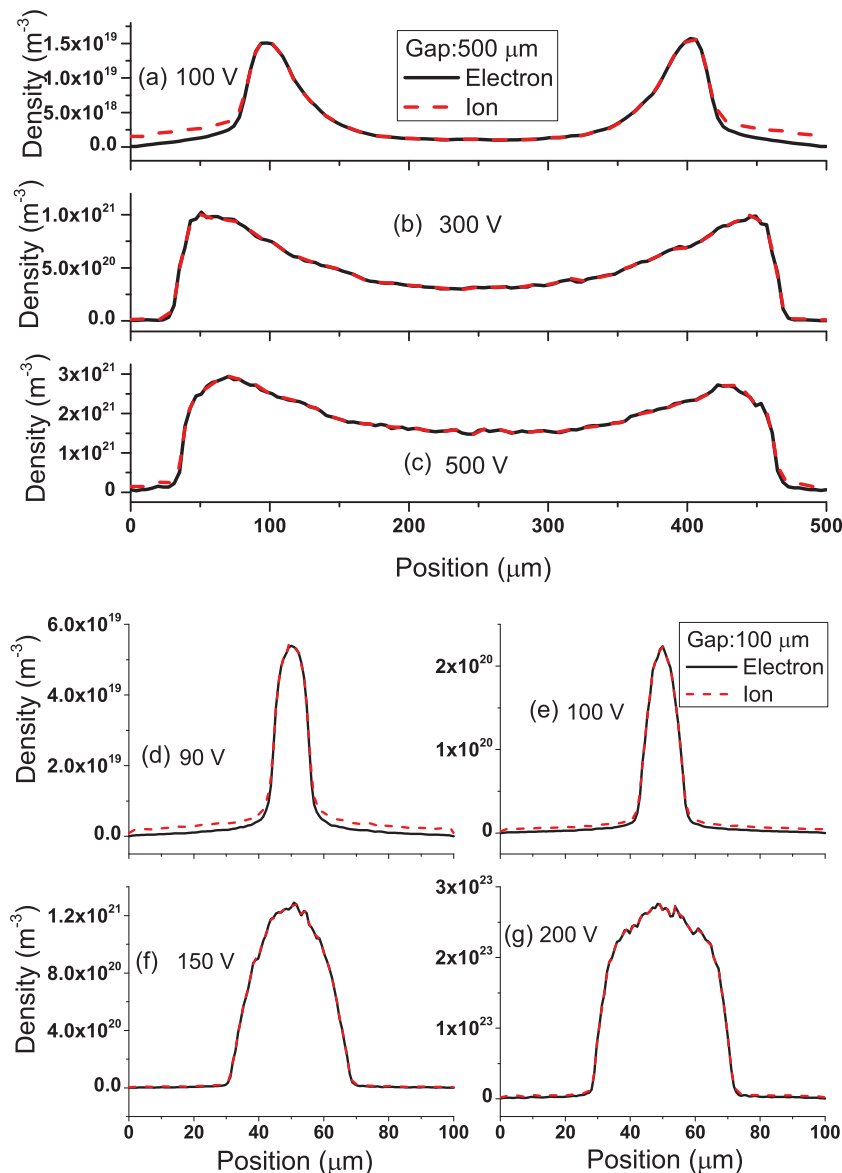 Density (m⁻³)
1.5x10¹⁹
1.0x10¹⁹
5.0x10¹⁸
0.0
(a) 100 V
Gap:500 μm
Electron
Ion
Density (m⁻³)
1.0x10²¹
5.0x10²⁰
0.0
(b) 300 V
Density (m⁻³)
3x10²¹
2x10²¹
1x10²¹
0
(c) 500 V
0 100 200 300 400 500
Position (μm)
Density (m⁻³)
6.0x10¹⁹
4.0x10¹⁹
2.0x10¹⁹
0.0
(d) 90 V
2x10²⁰
1x10²⁰
0
(e) 100 V
Gap:100 μm
Electron
Ion
Density (m⁻³)
1.2x10²¹
8.0x10²⁰
4.0x10²⁰
0.0
(f) 150 V
0 20 40 60 80 100
Position (μm)
3x10²³
2x10²³
1x10²³
0
(g) 200 V
0 20 40 60 80 100
Position (μm)